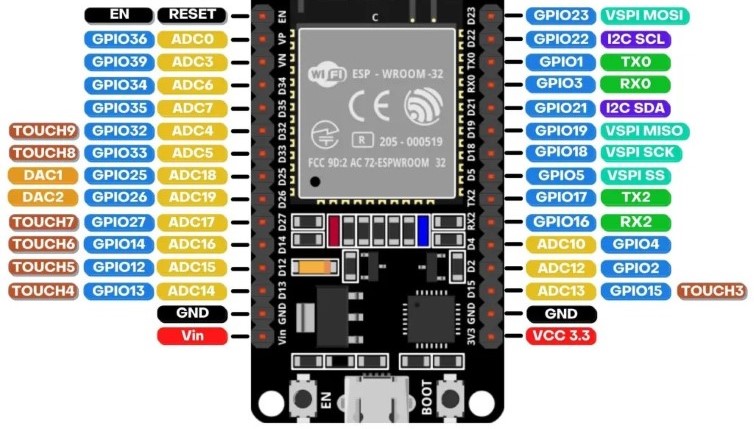 EN RESET EN C D23 GPIO23 VSPI MOSI
GPIO36 ADC0 VP D22 GPIO22 I2C SCL
GPIO39 ADC3 VN TX0 GPIO1 TX0
GPIO34 ADC6 D34 WiFi ESP - WROOM -32 RX0 GPIO3 RX0
GPIO35 ADC7 D35 CE D21 GPIO21 I2C SDA
TOUCH9 GPIO32 ADC4 D32 R 205 - 000519 D19 GPIO19 VSPI MISO
TOUCH8 GPIO33 ADC5 D33 FCC 9D:2 AC 72-ESPWROOM 32 D18 GPIO18 VSPI SCK
DAC1 GPIO25 ADC18 D25 D5 GPIO5 VSPI SS
DAC2 GPIO26 ADC19 D26 TX2 GPIO17 TX2
TOUCH7 GPIO27 ADC17 D27 RX2 GPIO16 RX2
TOUCH6 GPIO14 ADC16 D14 D4 ADC10 GPIO4
TOUCH5 GPIO12 ADC15 D12 D2 ADC12 GPIO2
TOUCH4 GPIO13 ADC14 D13 D15 ADC13 GPIO15 TOUCH3
GND GND GND GND
Vin Vin 3V3 VCC 3.3
EN BOOT